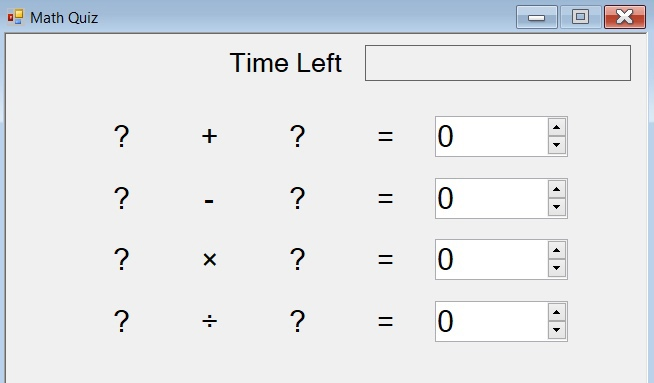 Math Quiz
Time Left
? + ? = 0
? - ? = 0
? × ? = 0
? ÷ ? = 0